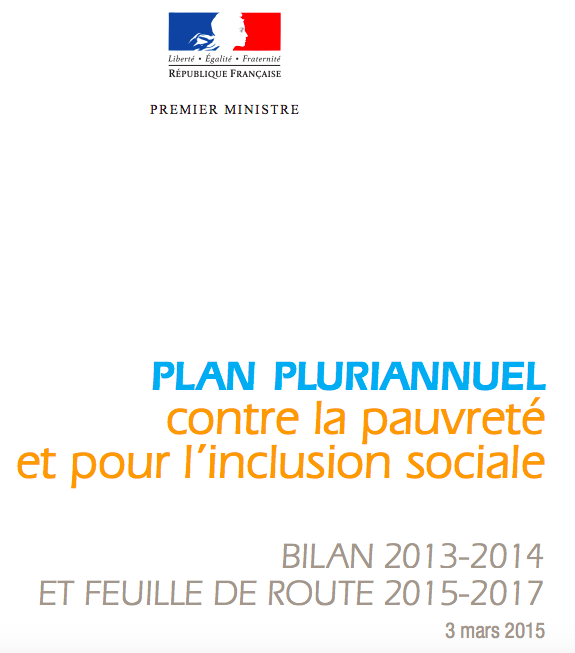 Liberté • Égalité • Fraternité
RÉPUBLIQUE FRANÇAISE
PREMIER MINISTRE
PLAN PLURIANNUEL
contre la pauvreté
et pour l’inclusion sociale
BILAN 2013-2014
ET FEUILLE DE ROUTE 2015-2017
3 mars 2015